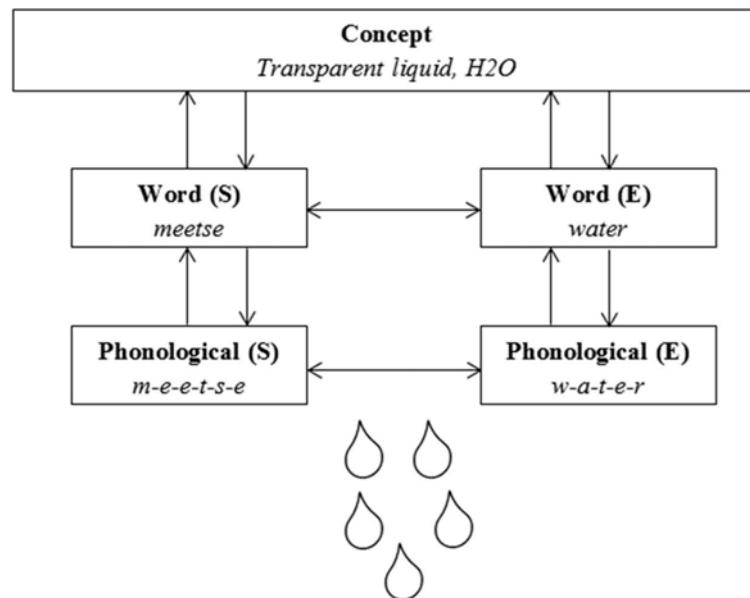 Concept
Transparent liquid, H2O
Word (S)
meetse
Word (E)
water
Phonological (S)
m-e-e-t-s-e
Phonological (E)
w-a-t-e-r